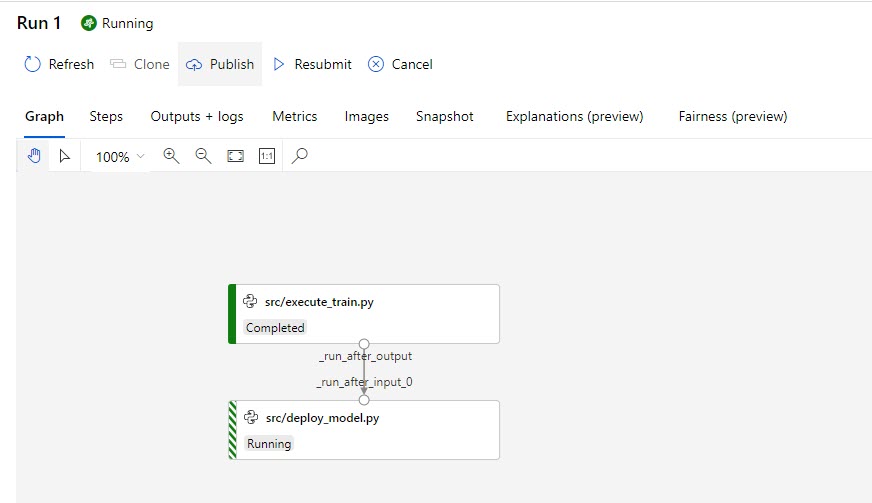 Run 1 Running
Refresh Clone Publish Resubmit Cancel
Graph Steps Outputs + logs Metrics Images Snapshot Explanations (preview) Fairness (preview)
100% 1:1
src/execute_train.py
Completed
_run_after_output
_run_after_input_0
src/deploy_model.py
Running